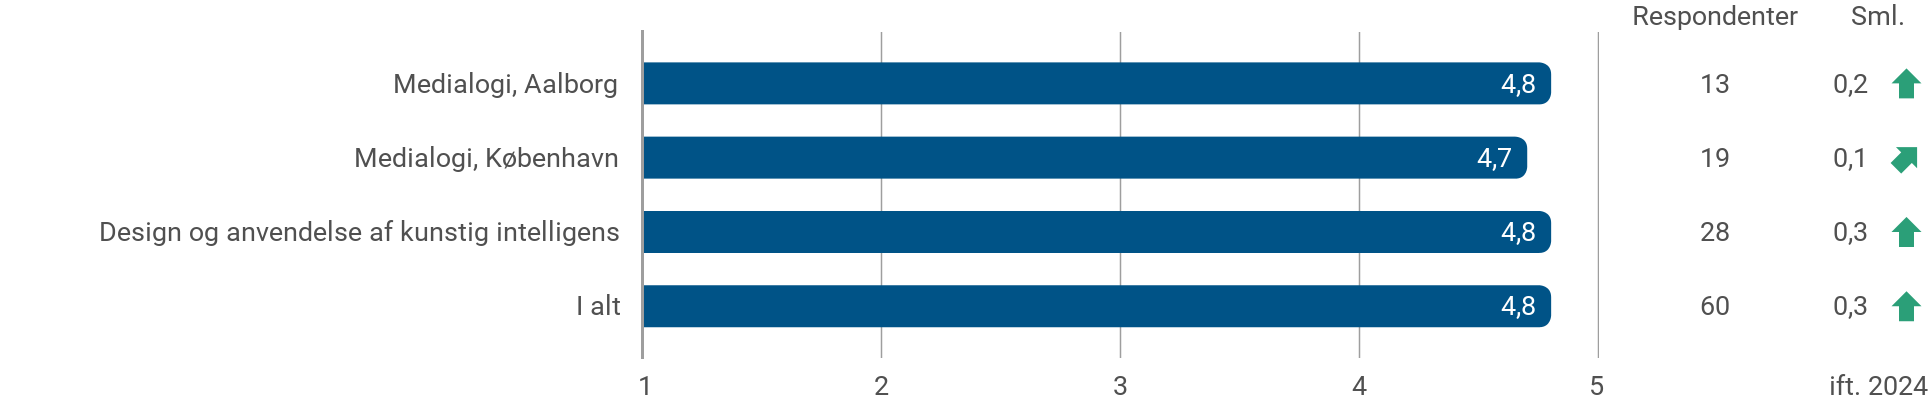 Respondenter Sml.
Medialogi, Aalborg 4,8 13 0,2
Medialogi, København 4,7 19 0,1
Design og anvendelse af kunstig intelligens 4,8 28 0,3
I alt 4,8 60 0,3
1 2 3 4 5 ift. 2024